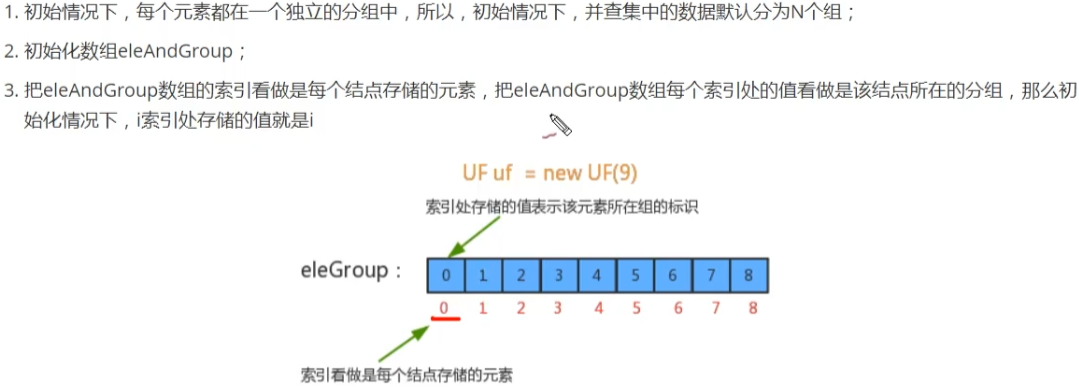 1. 初始情况下，每个元素都在一个独立的分组中，所以，初始情况下，并查集中的数据默认分为N个组；
2. 初始化数组eleAndGroup；
3. 把eleAndGroup数组的索引看做是每个结点存储的元素，把eleAndGroup数组每个索引处的值看做是该结点所在的分组，那么初
始化情况下，i索引处存储的值就是i
UF uf = new UF(9)
索引处存储的值表示该元素所在组的标识
eleGroup： 0 1 2 3 4 5 6 7 8
0 1 2 3 4 5 6 7 8
索引看做是每个结点存储的元素